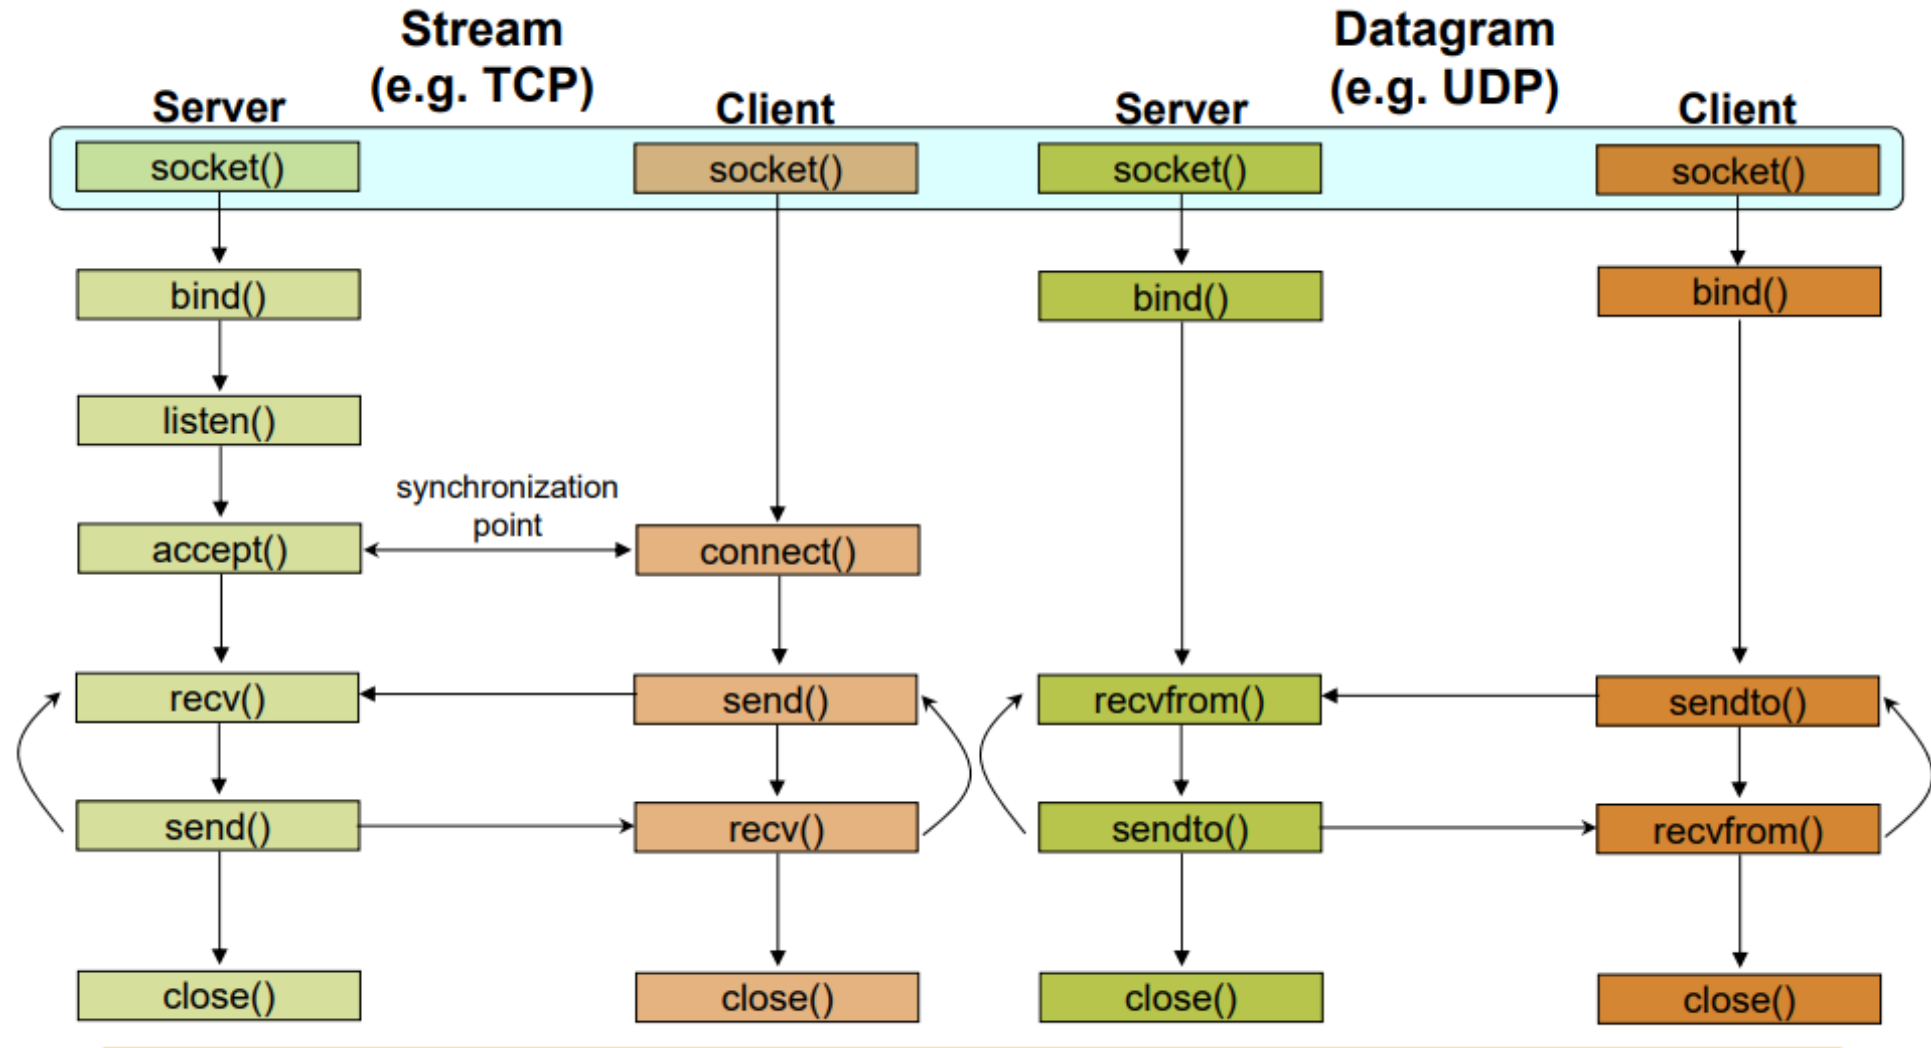 Stream
(e.g. TCP)
Datagram
(e.g. UDP)
Server
Client
Server
Client
socket()
socket()
socket()
socket()
bind()
bind()
bind()
listen()
synchronization
point
accept()
connect()
recv()
send()
recvfrom()
sendto()
send()
recv()
sendto()
recvfrom()
close()
close()
close()
close()